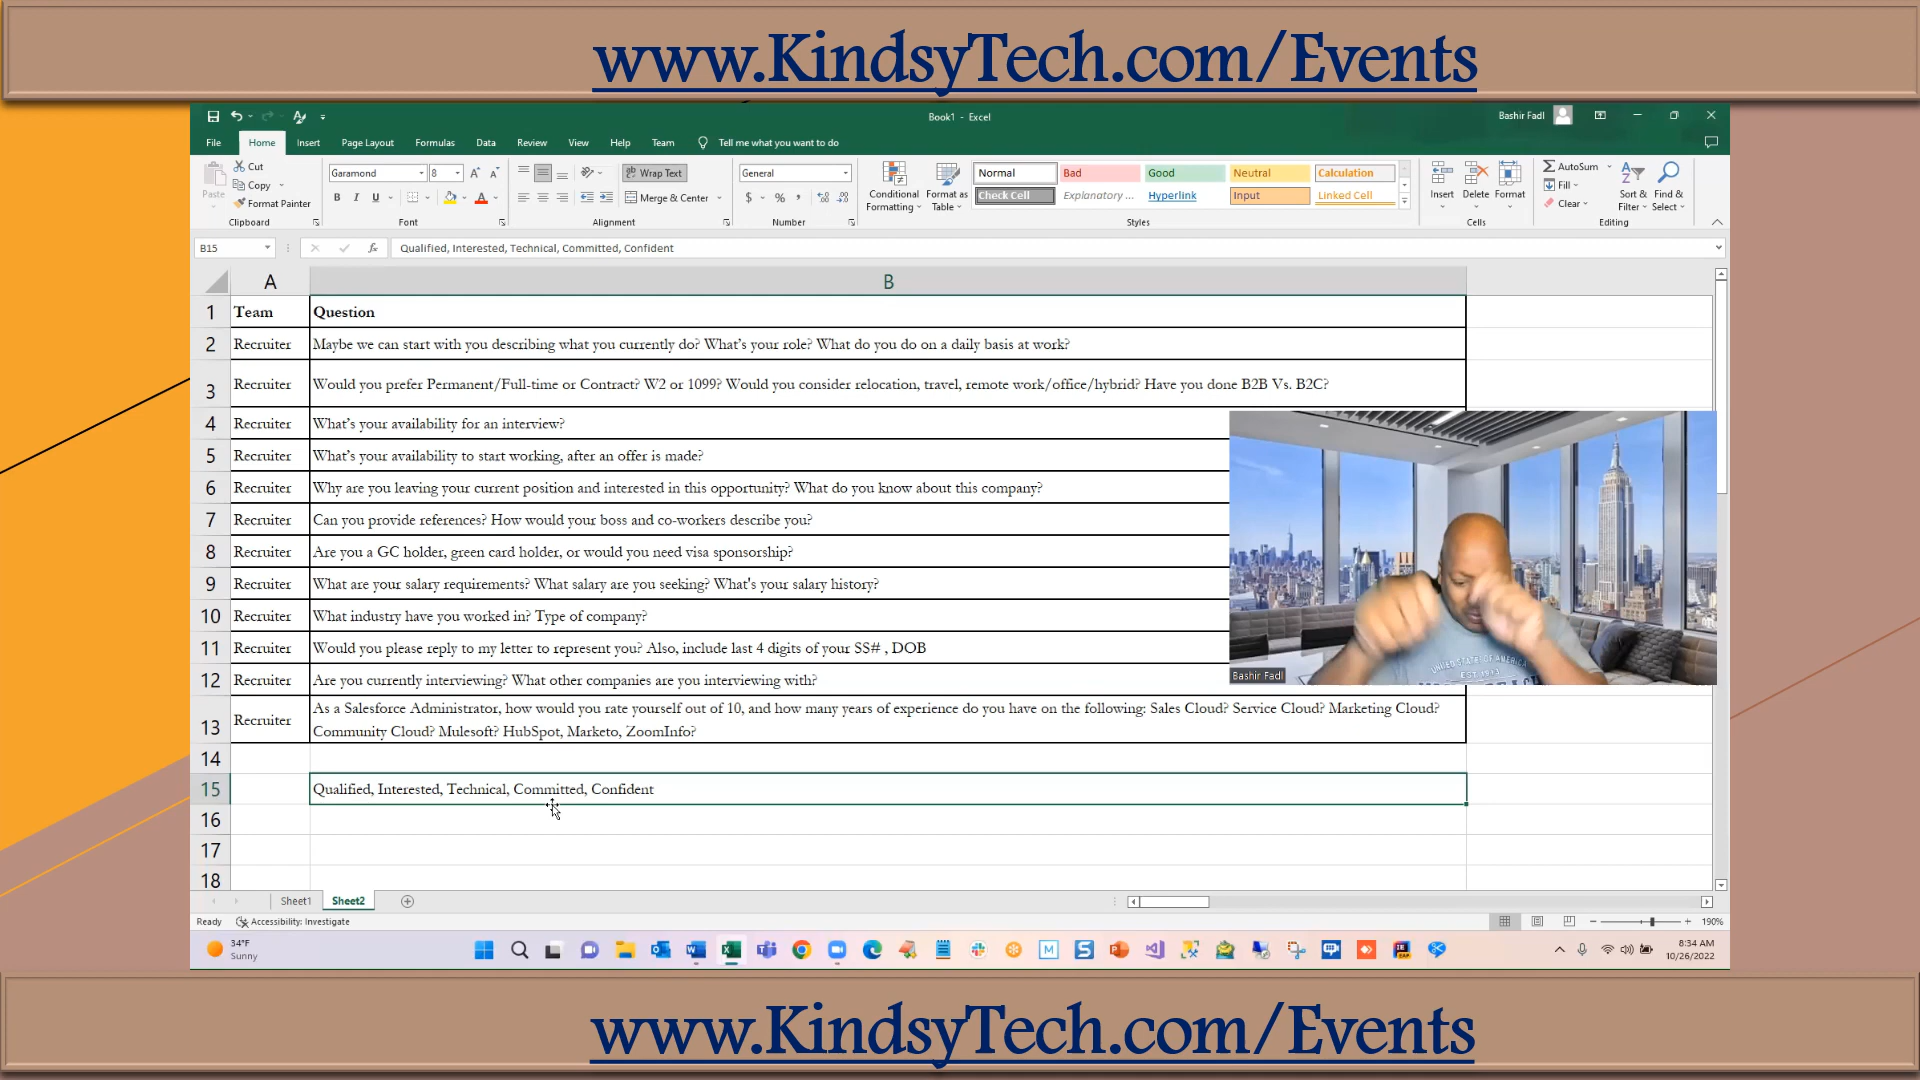 www.KindsyTech.com/Events
Book1 - Excel
Bashir Fadl
File Home Insert Page Layout Formulas Data Review View Help Team Tell me what you want to do
Paste
Cut
Copy
Format Painter
Clipboard
Garamond 8
B I U
Font
Wrap Text
Merge & Center
Alignment
General
$ % ,
Number
Conditional Formatting
Format as Table
Normal Bad Good Neutral Calculation
Check Cell Explanatory ... Hyperlink Input Linked Cell
Styles
Insert Delete Format
Cells
AutoSum
Fill
Clear
Sort & Filter
Find & Select
Editing
B15 fx Qualified, Interested, Technical, Committed, Confident
A B
1 Team Question
2 Recruiter Maybe we can start with you describing what you currently do? What's your role? What do you do on a daily basis at work?
3 Recruiter Would you prefer Permanent/Full-time or Contract? W2 or 1099? Would you consider relocation, travel, remote work/office/hybrid? Have you done B2B Vs. B2C?
4 Recruiter What's your availability for an interview?
5 Recruiter What's your availability to start working, after an offer is made?
6 Recruiter Why are you leaving your current position and interested in this opportunity? What do you know about this company?
7 Recruiter Can you provide references? How would your boss and co-workers describe you?
8 Recruiter Are you a GC holder, green card holder, or would you need visa sponsorship?
9 Recruiter What are your salary requirements? What salary are you seeking? What's your salary history?
10 Recruiter What industry have you worked in? Type of company?
11 Recruiter Would you please reply to my letter to represent you? Also, include last 4 digits of your SS# , DOB
12 Recruiter Are you currently interviewing? What other companies are you interviewing with?
13 Recruiter As a Salesforce Administrator, how would you rate yourself out of 10, and how many years of experience do you have on the following: Sales Cloud? Service Cloud? Marketing Cloud?
Community Cloud? Mulesoft? HubSpot, Marketo, ZoomInfo?
14
15 Qualified, Interested, Technical, Committed, Confident
16
17
18
UNITED STATES OF AMERICA
Bashir Fadl
Sheet1 Sheet2
Ready Accessibility: Investigate 190%
34°F
Sunny
8:34 AM
10/26/2022
www.KindsyTech.com/Events